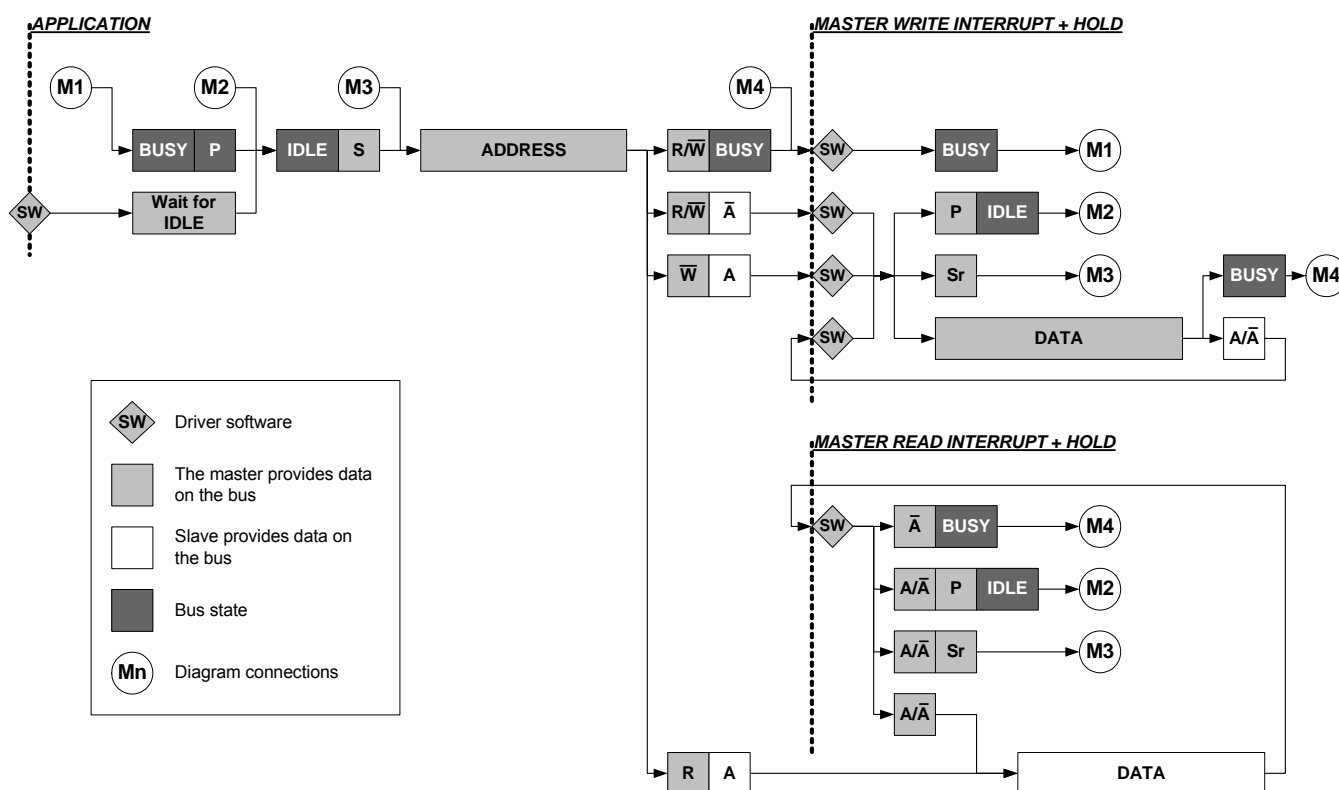 APPLICATION
MASTER WRITE INTERRUPT + HOLD
M1
M2
M3
M4
BUSY P
IDLE S
ADDRESS
R/W̅ BUSY
SW
BUSY
M1
SW
Wait for
IDLE
R/W̅ A̅
SW
P IDLE
M2
W̅ A
SW
Sr
M3
BUSY
M4
SW
DATA
A/A̅
SW Driver software
The master provides data
on the bus
Slave provides data on
the bus
Bus state
Mn Diagram connections
MASTER READ INTERRUPT + HOLD
SW
A̅ BUSY
M4
A/A̅ P IDLE
M2
A/A̅ Sr
M3
A/A̅
R A
DATA